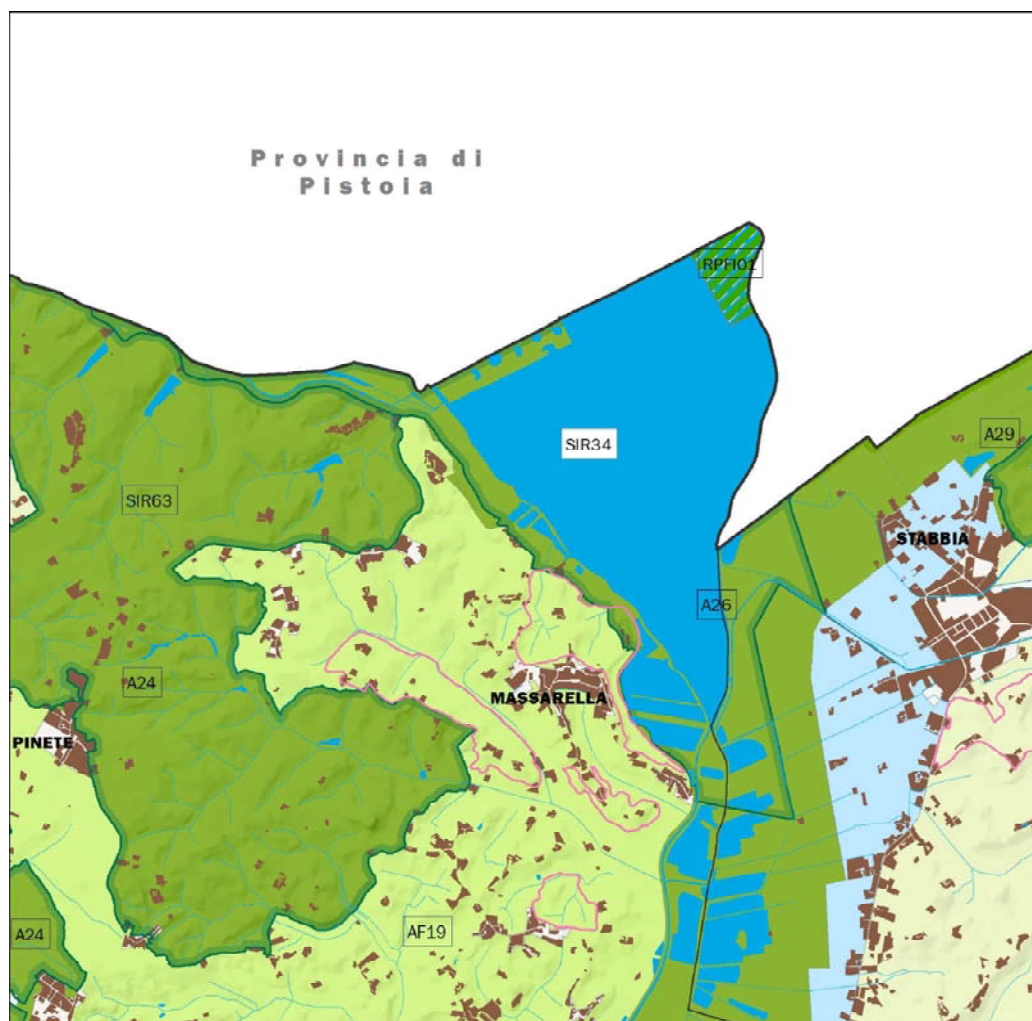 Provincia di
Pistoia
RPFI01
SIR34
A29
SIR63
STABBIA
A26
A24
MASSARELLA
PINETE
AF19
A24